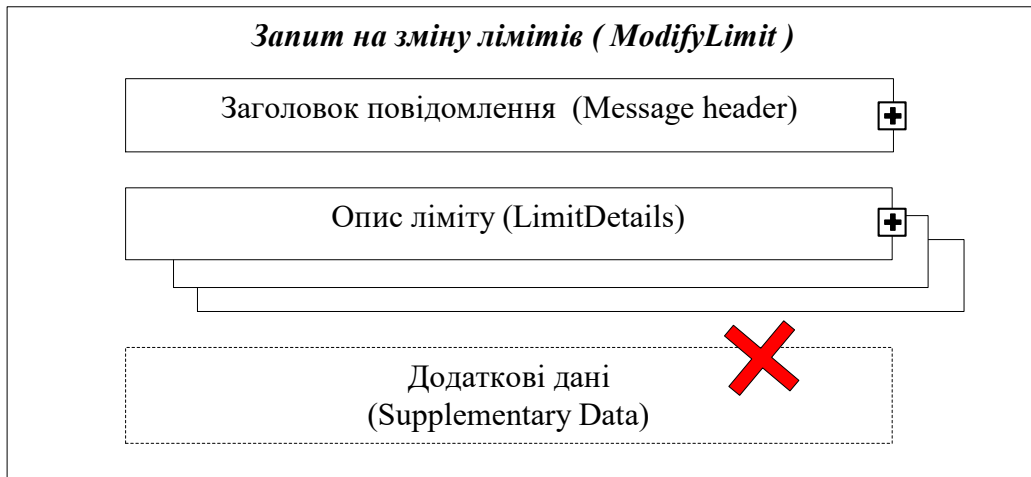 Запит на зміну лімітів ( ModifyLimit )
Заголовок повідомлення (Message header)
Опис ліміту (LimitDetails)
Додаткові дані
(Supplementary Data)